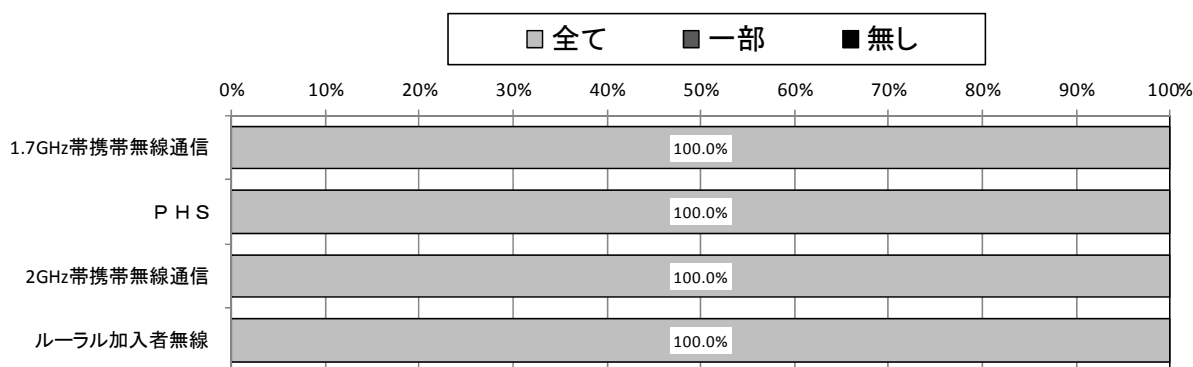 全て 一部 無し
0% 10% 20% 30% 40% 50% 60% 70% 80% 90% 100%
1.7GHz帯携帯無線通信 100.0%
ＰＨＳ 100.0%
2GHz帯携帯無線通信 100.0%
ルーラル加入者無線 100.0%